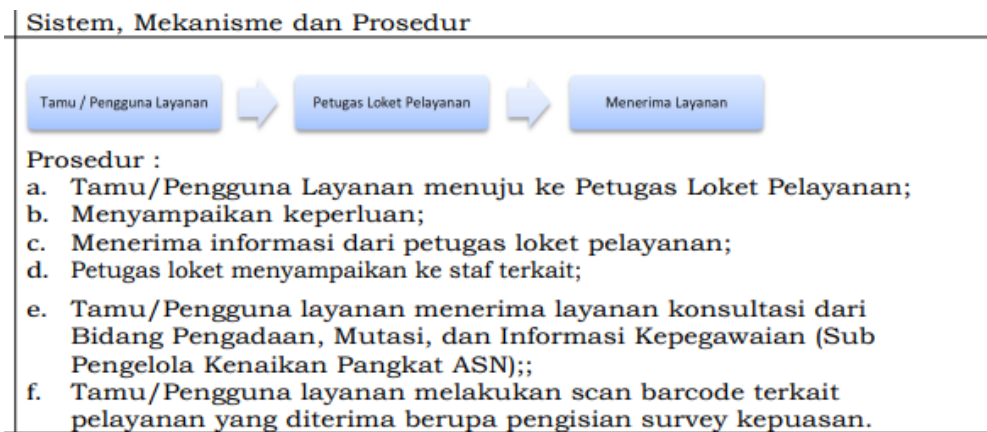 Sistem, Mekanisme dan Prosedur
Tamu / Pengguna Layanan
Petugas Loket Pelayanan
Menerima Layanan
Prosedur :
a. Tamu/Pengguna Layanan menuju ke Petugas Loket Pelayanan;
b. Menyampaikan keperluan;
c. Menerima informasi dari petugas loket pelayanan;
d. Petugas loket menyampaikan ke staf terkait;
e. Tamu/Pengguna layanan menerima layanan konsultasi dari
Bidang Pengadaan, Mutasi, dan Informasi Kepegawaian (Sub
Pengelola Kenaikan Pangkat ASN);;
f. Tamu/Pengguna layanan melakukan scan barcode terkait
pelayanan yang diterima berupa pengisian survey kepuasan.